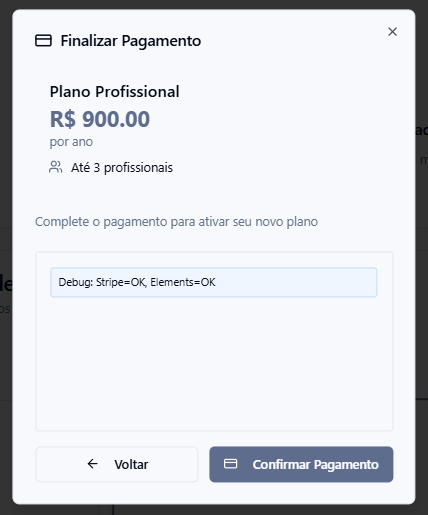 Finalizar Pagamento
Plano Profissional
R$ 900.00
por ano
Até 3 profissionais
Complete o pagamento para ativar seu novo plano
Debug: Stripe=OK, Elements=OK
Voltar
Confirmar Pagamento